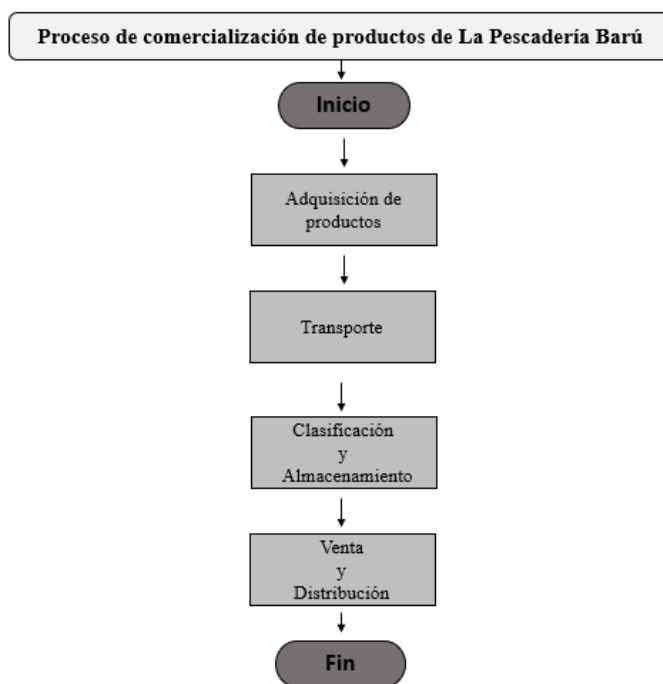 Proceso de comercialización de productos de La Pescadería Barú
Inicio
Adquisición de
productos
Transporte
Clasificación
y
Almacenamiento
Venta
y
Distribución
Fin